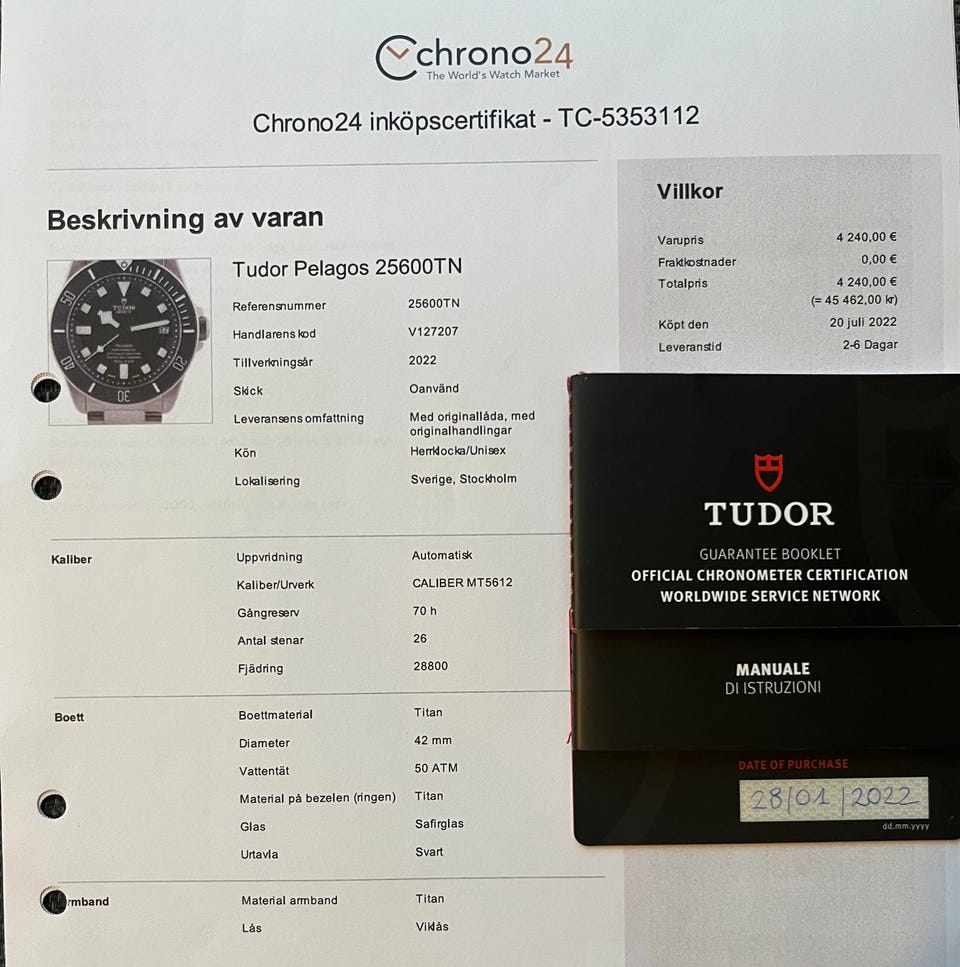 chrono24
The World's Watch Market
Chrono24 inköpscertifikat - TC-5353112
Beskrivning av varan
Tudor Pelagos 25600TN
Referensnummer 25600TN
Handlarens kod V127207
Tillverkningsår 2022
Skick Oanvänd
Leveransens omfattning Med originallåda, med
originalhandlingar
Kön Herrklocka/Unisex
Lokalisering Sverige, Stockholm
Kaliber Uppvridning Automatisk
Kaliber/Urverk CALIBER MT5612
Gångreserv 70 h
Antal stenar 26
Fjädring 28800
Boett Boettmaterial Titan
Diameter 42 mm
Vattentät 50 ATM
Material på bezelen (ringen) Titan
Glas Safirglas
Urtavla Svart
rmband Material armband Titan
Lås Viklås
Villkor
Varupris 4 240,00 €
Fraktkostnader 0,00 €
Totalpris 4 240,00 €
(= 45 462,00 kr)
Köpt den 20 juli 2022
Leveranstid 2-6 Dagar
50
40
30
20
TUDOR
TUDOR
GUARANTEE BOOKLET
OFFICIAL CHRONOMETER CERTIFICATION
WORLDWIDE SERVICE NETWORK
MANUALE
DI ISTRUZIONI
DATE OF PURCHASE
28/01/2022
dd.mm.yyyy